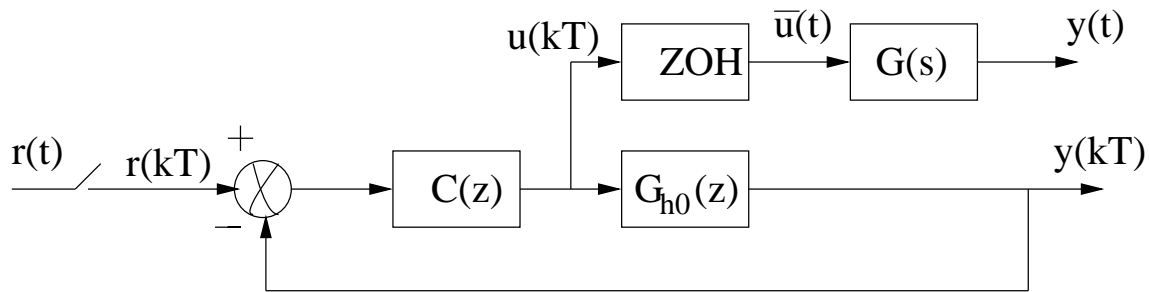 u(kT)
ZOH
u̅(t)
G(s)
y(t)
+
r(t)
r(kT)
C(z)
G_h0(z)
y(kT)
−